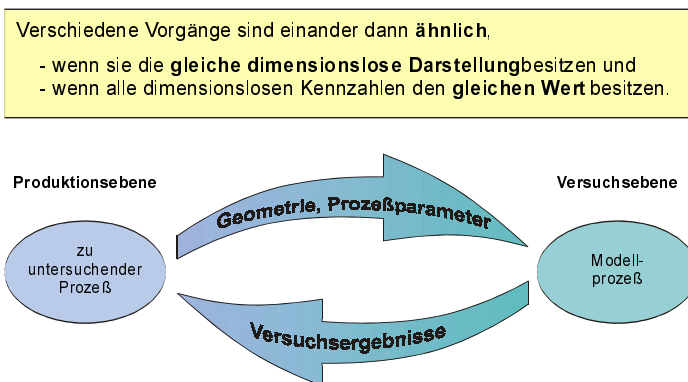 Verschiedene Vorgänge sind einander dann ähnlich,
- wenn sie die gleiche dimensionslose Darstellungbesitzen und
- wenn alle dimensionslosen Kennzahlen den gleichen Wert besitzen.
Produktionsebene
Versuchsebene
Geometrie, Prozeßparameter
zu
untersuchender
Prozeß
Modell-
prozeß
Versuchsergebnisse